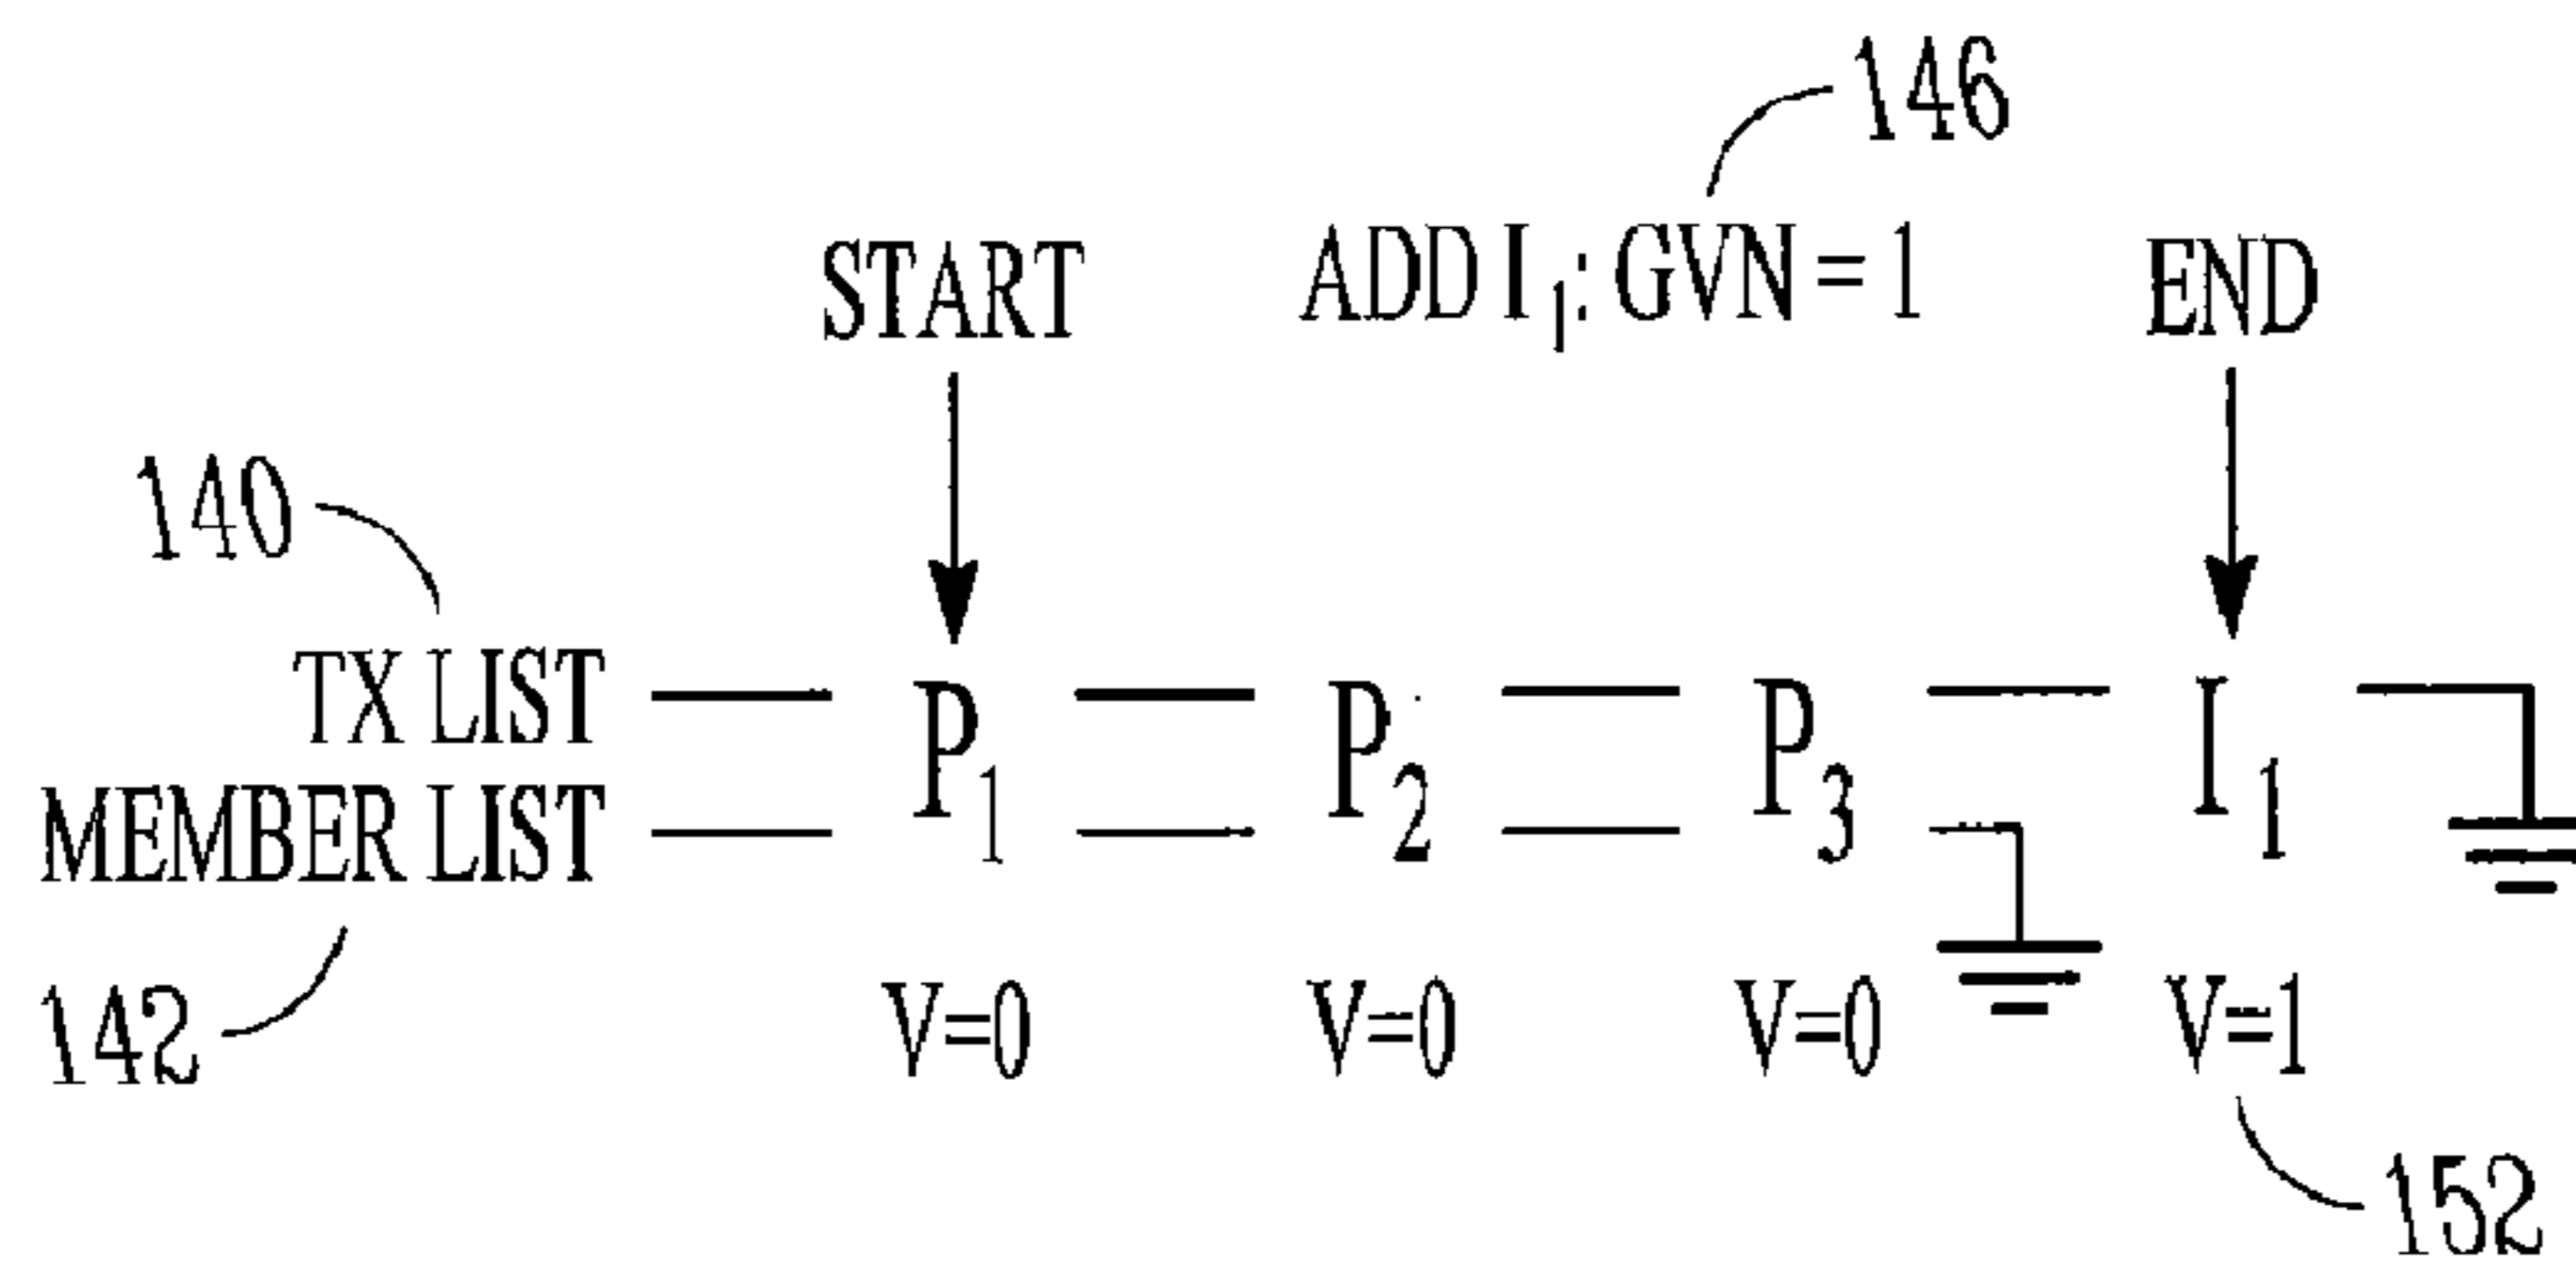 146
START ADD I₁: GVN = 1 END
140
TX LIST P₁ P₂ P₃ I₁
MEMBER LIST
142 V=0 V=0 V=0 V=1
152